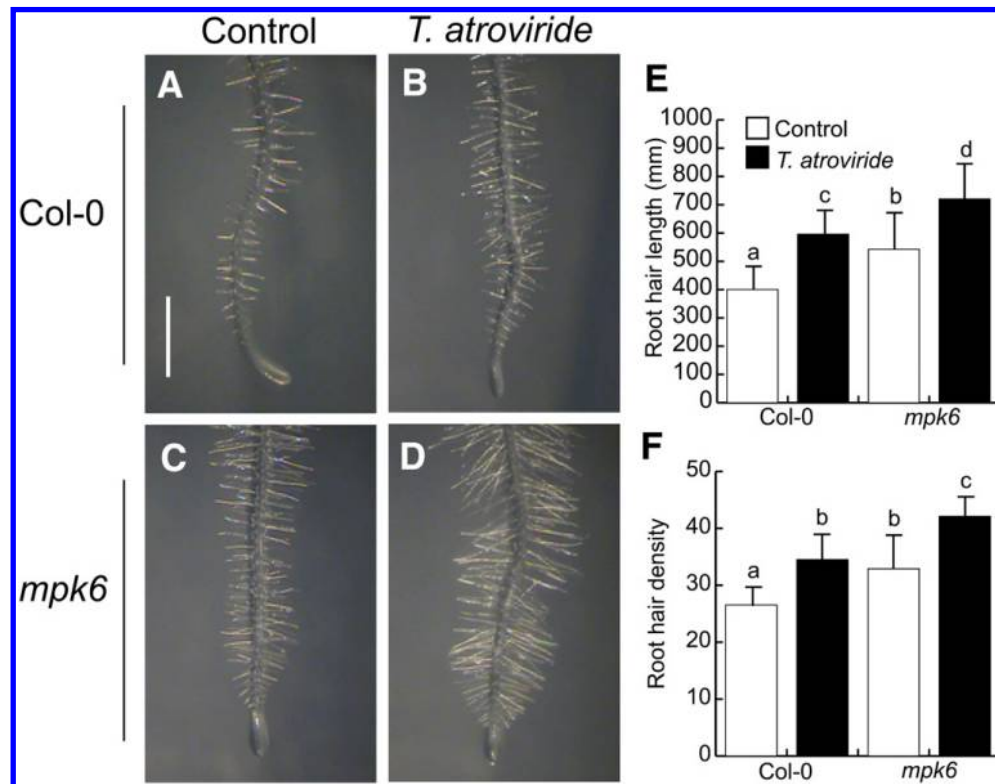 Control
T. atroviride
Col-0
mpk6
A
B
C
D
E
Root hair length (mm)
1000
900
800
700
600
500
400
300
200
100
0
Control
T. atroviride
a
c
b
d
Col-0
mpk6
F
Root hair density
50
40
30
20
10
0
a
b
b
c
Col-0
mpk6